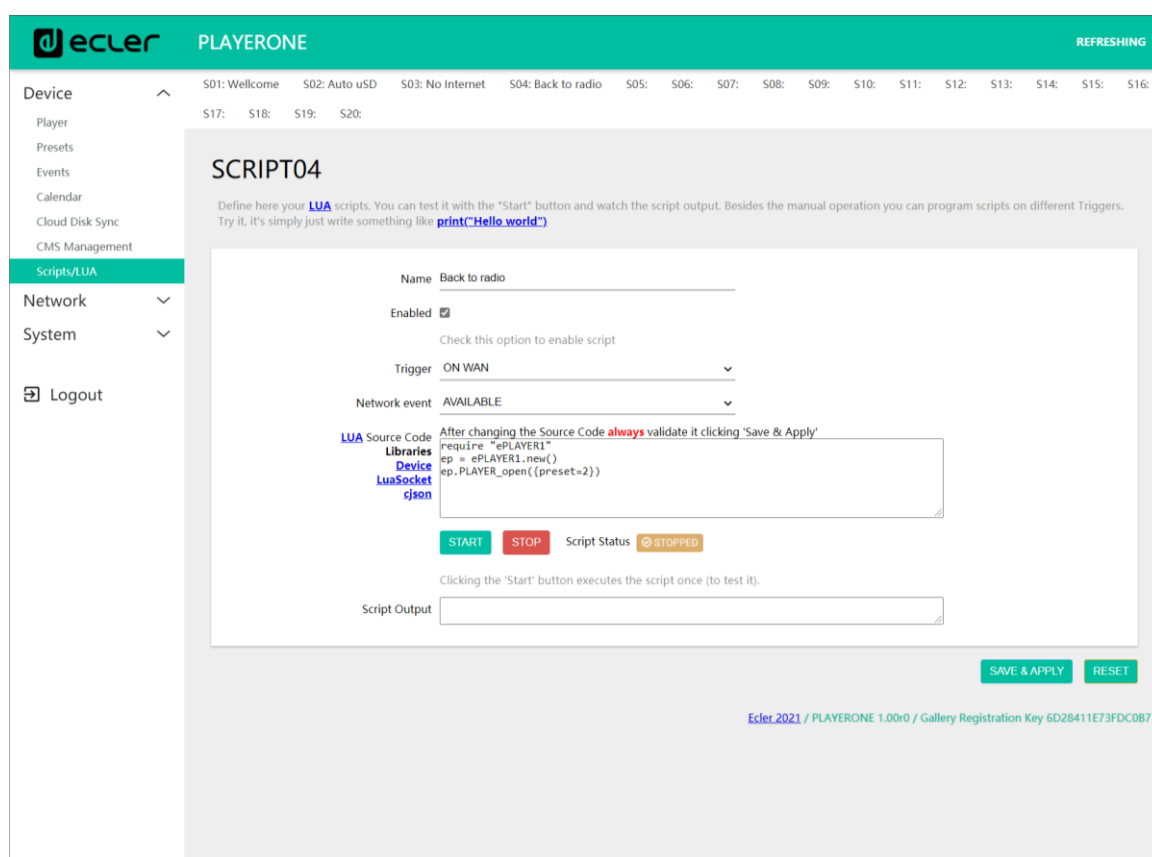 ecler
PLAYERONE
REFRESHING
Device
Player
Presets
Events
Calendar
Cloud Disk Sync
CMS Management
Scripts/LUA
Network
System
Logout
S01: Wellcome S02: Auto uSD S03: No Internet S04: Back to radio S05: S06: S07: S08: S09: S10: S11: S12: S13: S14: S15: S16:
S17: S18: S19: S20:
SCRIPT04
Define here your LUA scripts. You can test it with the "Start" button and watch the script output. Besides the manual operation you can program scripts on different Triggers.
Try it, it's simply just write something like print("Hello world")
Name Back to radio
Enabled
Check this option to enable script
Trigger ON WAN
Network event AVAILABLE
LUA Source Code
Libraries
Device
LuaSocket
cjson
After changing the Source Code always validate it clicking 'Save & Apply'
require "ePLAYER1"
ep = ePLAYER1.new()
ep.PLAYER_open({preset=2})
START STOP Script Status STOPPED
Clicking the 'Start' button executes the script once (to test it).
Script Output
SAVE & APPLY RESET
Ecler 2021 / PLAYERONE 1.00r0 / Gallery Registration Key 6D28411E73FDC0B7